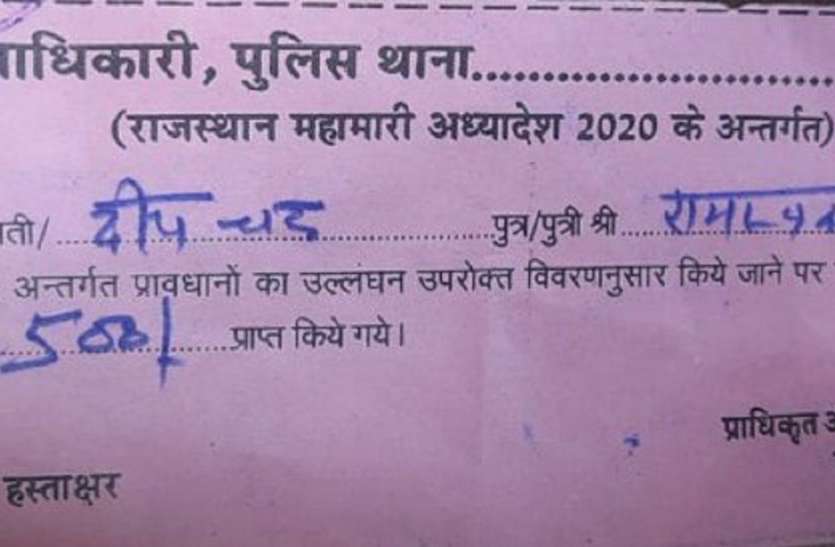 ाधिकारी, पुलिस थाना..............................
(राजस्थान महामारी अध्यादेश 2020 के अन्तर्गत)
ती/ ....दीप चंद....................पुत्र/पुत्री श्री....
अन्तर्गत प्रावधानों का उल्लंघन उपरोक्त विवरणनुसार किये जाने पर
...500/.......प्राप्त किये गये।
प्राधिकृत
हस्ताक्षर